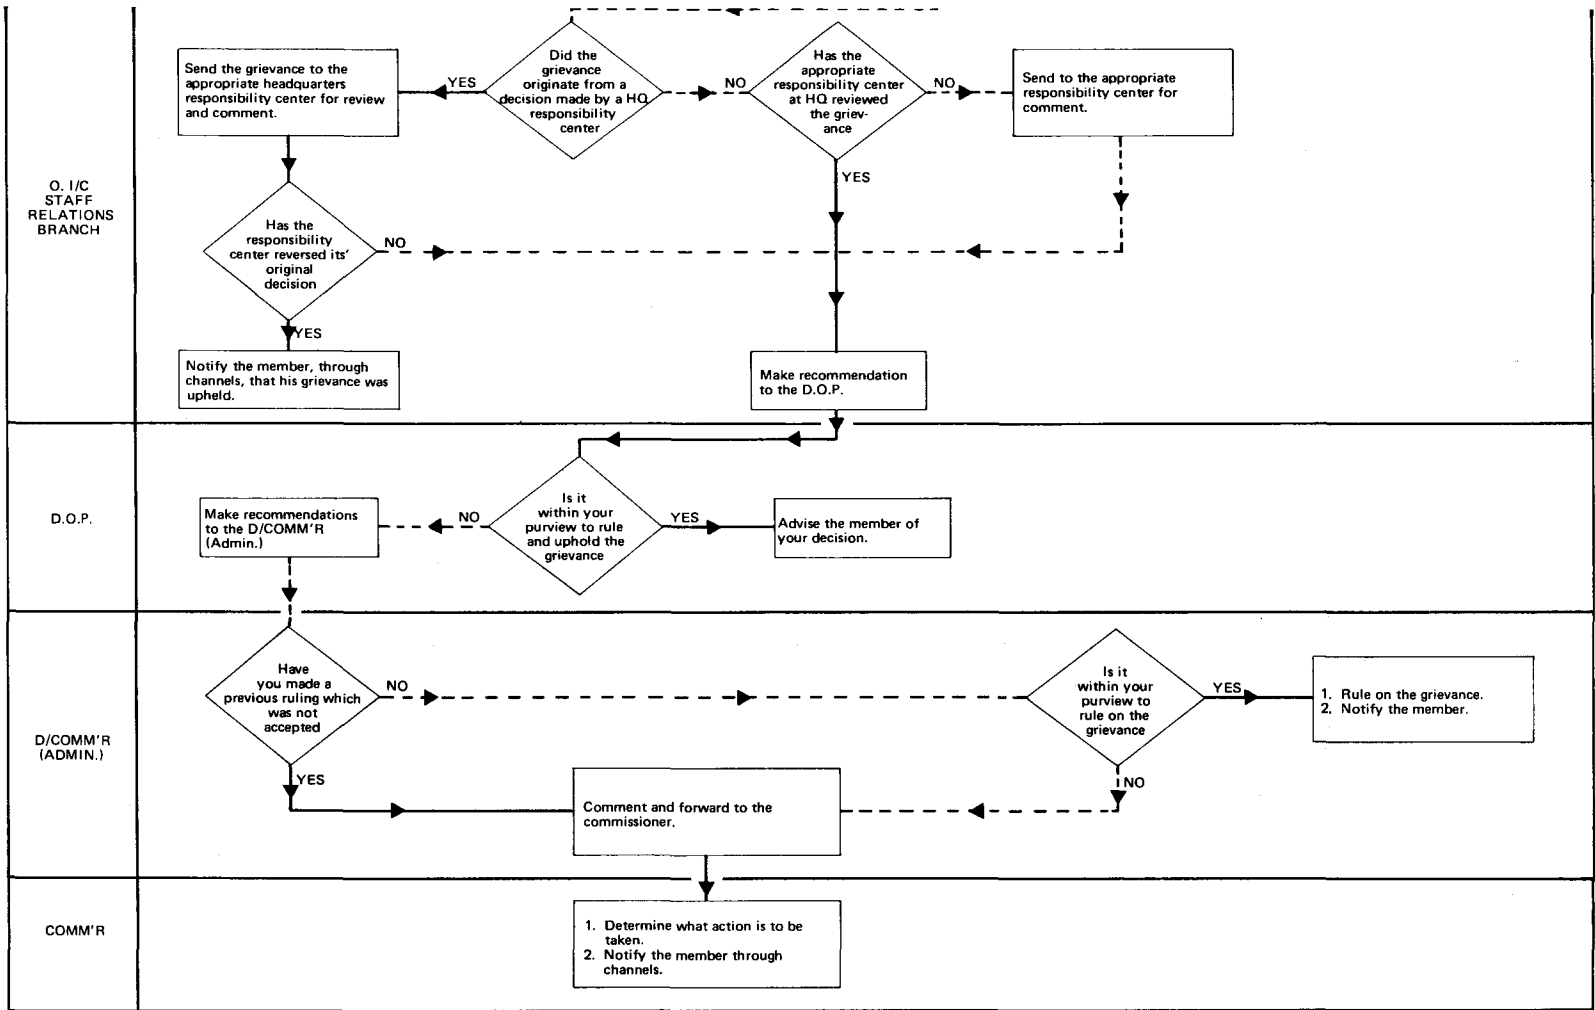 O. I/C
STAFF
RELATIONS
BRANCH
Send the grievance to the
appropriate headquarters
responsibility center for review
and comment.
YES
Did the
grievance
originate from a
decision made by a HQ
responsibility
center
NO
Has the
appropriate
responsibility center
at HQ reviewed
the griev-
ance
NO
Send to the appropriate
responsibility center for
comment.
YES
Has the
responsibility
center reversed its'
original
decision
NO
YES
Notify the member, through
channels, that his grievance was
upheld.
Make recommendation
to the D.O.P.
D.O.P.
Make recommendations
to the D/COMM'R
(Admin.)
NO
Is it
within your
purview to rule
and uphold the
grievance
YES
Advise the member of
your decision.
D/COMM'R
(ADMIN.)
Have
you made a
previous ruling which
was not
accepted
NO
Is it
within your
purview to
rule on the
grievance
YES
1. Rule on the grievance.
2. Notify the member.
YES
NO
Comment and forward to the
commissioner.
COMM'R
1. Determine what action is to be
taken.
2. Notify the member through
channels.